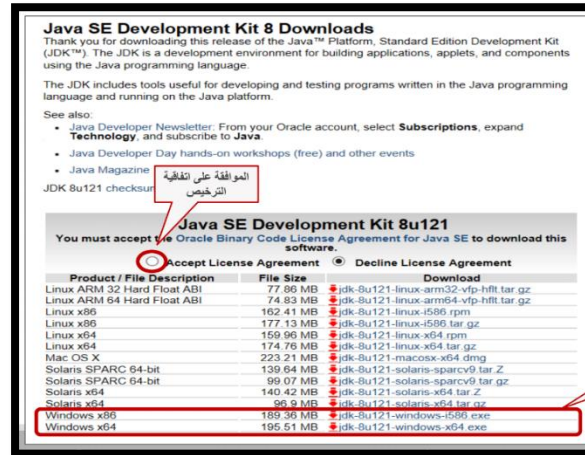 Java SE Development Kit 8 Downloads
Thank you for downloading this release of the Java™ Platform, Standard Edition Development Kit
(JDK™). The JDK is a development environment for building applications, applets, and components
using the Java programming language.
The JDK includes tools useful for developing and testing programs written in the Java programming
language and running on the Java platform.
See also:
• Java Developer Newsletter: From your Oracle account, select Subscriptions, expand
Technology, and subscribe to Java.
• Java Developer Day hands-on workshops (free) and other events
• Java Magazine
الموافقة على اتفاقية
الترخيص
JDK 8u121
Java SE Development Kit 8u121
You must accept the Oracle Binary Code License Agreement for Java SE to download this
software.
Accept License Agreement Decline License Agreement
Product / File Description File Size Download
Linux ARM 32 Hard Float ABI 77.86 MB jdk-8u121-linux-arm32-vfp-hflt.tar.gz
Linux ARM 64 Hard Float ABI 74.83 MB jdk-8u121-linux-arm64-vfp-hflt.tar.gz
Linux x86 162.41 MB jdk-8u121-linux-i586.rpm
Linux x86 177.13 MB jdk-8u121-linux-i586.tar.gz
Linux x64 159.96 MB jdk-8u121-linux-x64.rpm
Linux x64 174.76 MB jdk-8u121-linux-x64.tar.gz
Mac OS X 223.21 MB jdk-8u121-macosx-x64.dmg
Solaris SPARC 64-bit 139.64 MB jdk-8u121-solaris-sparcv9.tar.Z
Solaris SPARC 64-bit 99.07 MB jdk-8u121-solaris-sparcv9.tar.gz
Solaris x64 140.42 MB jdk-8u121-solaris-x64.tar.Z
Solaris x64 96.9 MB jdk-8u121-solaris-x64.tar.gz
Windows x86 189.36 MB jdk-8u121-windows-i586.exe
Windows x64 195.51 MB jdk-8u121-windows-x64.exe